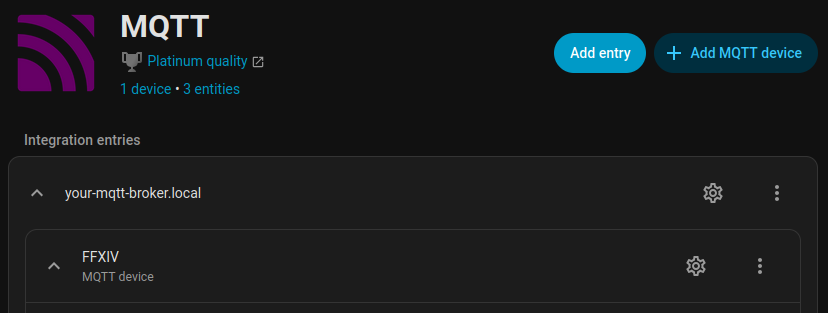 MQTT
Platinum quality
1 device • 3 entities
Add entry
Add MQTT device
Integration entries
your-mqtt-broker.local
FFXIV
MQTT device